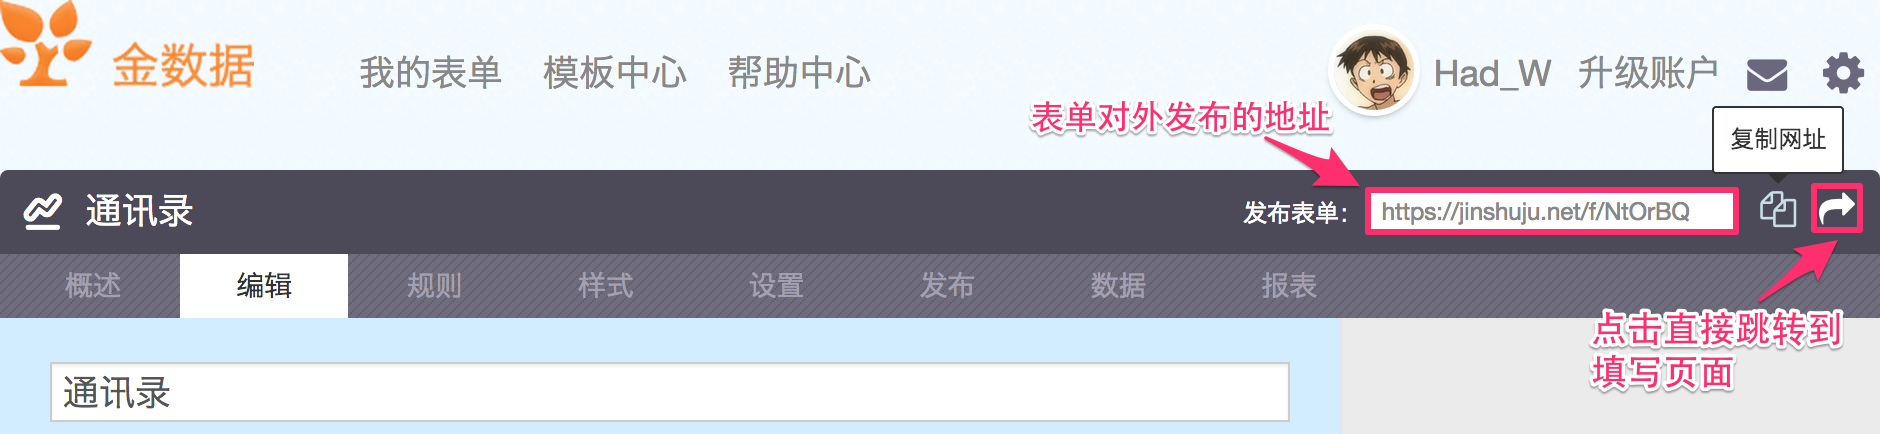 金数据
我的表单 模板中心 帮助中心
Had_W 升级账户
表单对外发布的地址
复制网址
通讯录
发布表单：
https://jinshuju.net/f/NtOrBQ
概述 编辑 规则 样式 设置 发布 数据 报表
点击直接跳转到
填写页面
通讯录